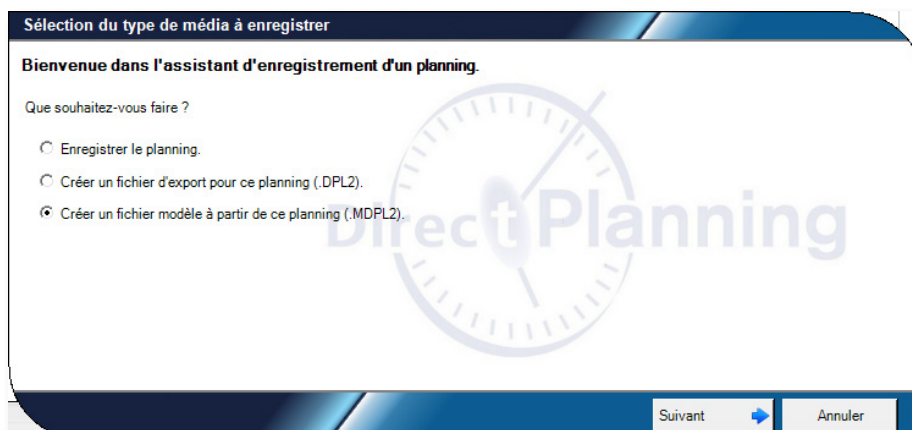 Sélection du type de média à enregistrer
Bienvenue dans l'assistant d'enregistrement d'un planning.
Que souhaitez-vous faire ?
Enregistrer le planning.
Créer un fichier d'export pour ce planning (.DPL2).
Créer un fichier modèle à partir de ce planning (.MDPL2).
Direct Planning
Suivant
Annuler